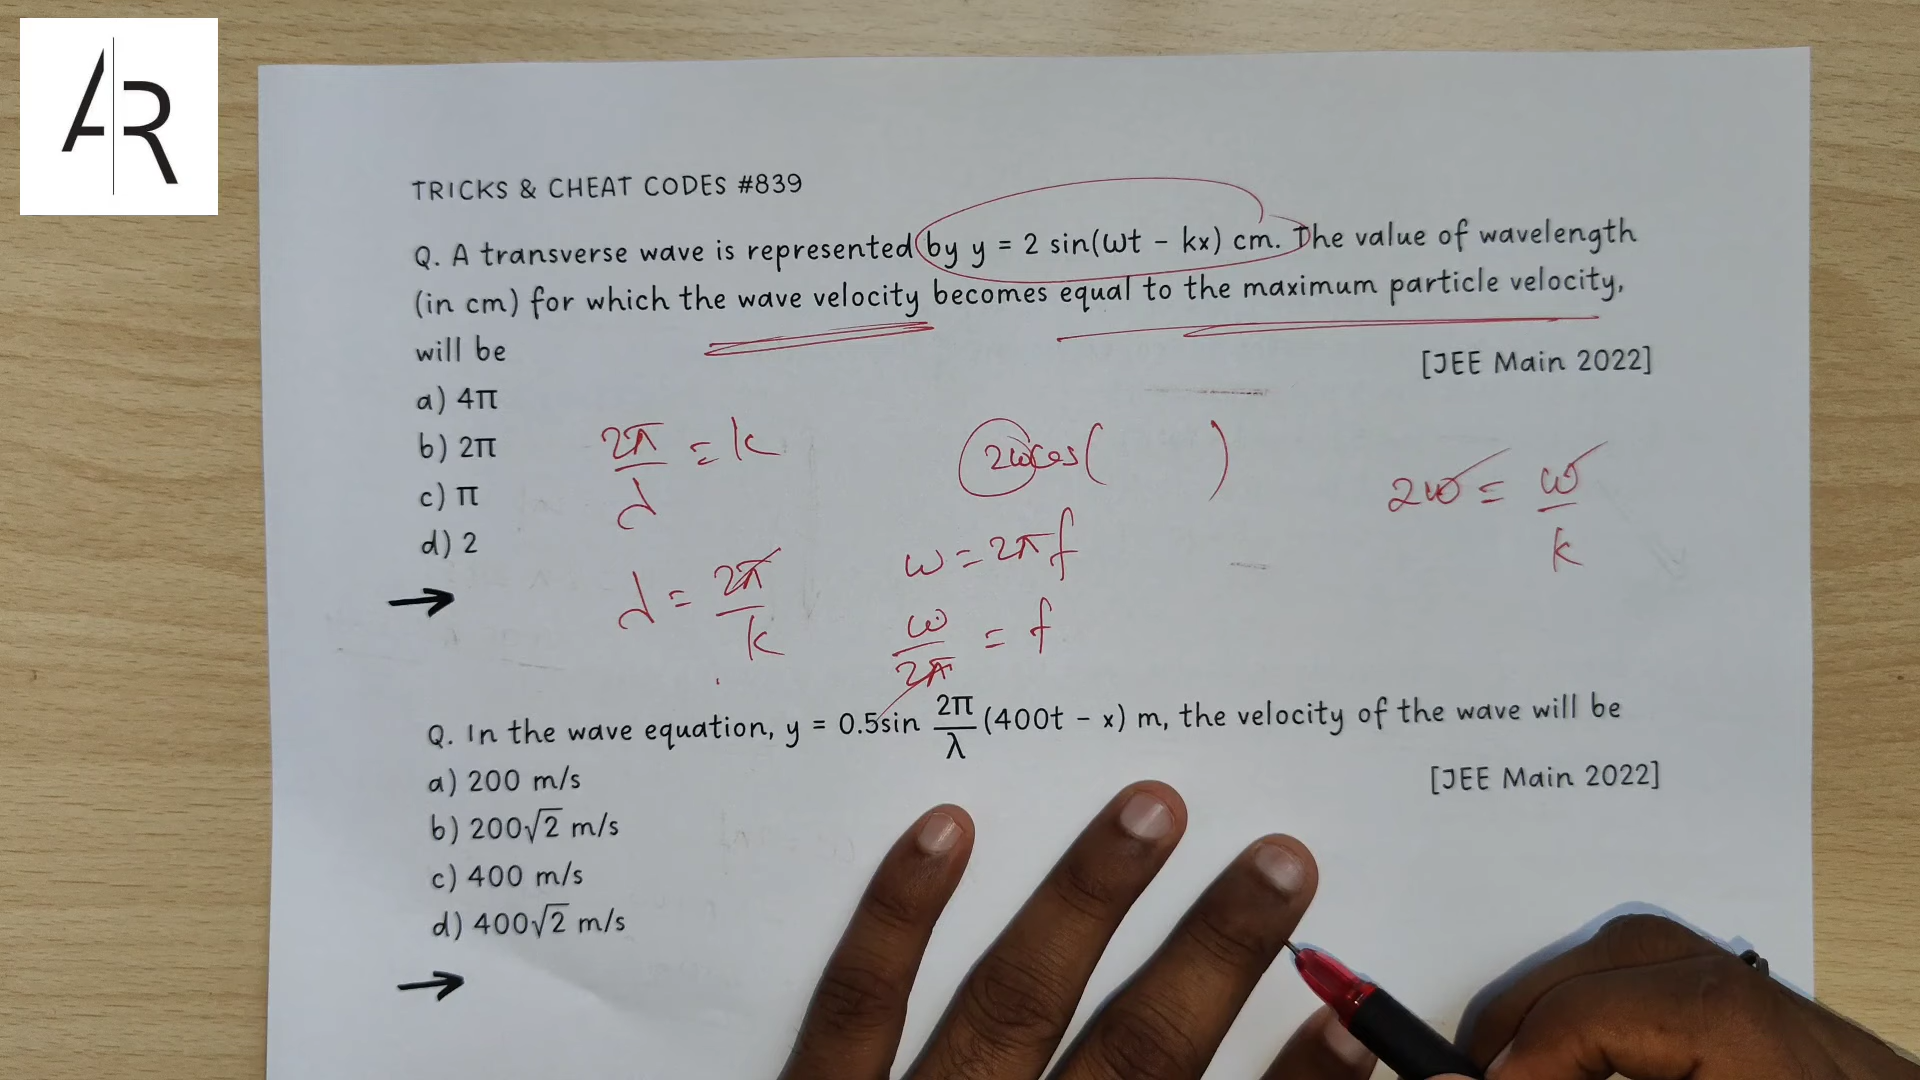 AR
TRICKS & CHEAT CODES #839
Q. A transverse wave is represented by y = 2 sin(ωt - kx) cm. The value of wavelength
(in cm) for which the wave velocity becomes equal to the maximum particle velocity,
will be
[JEE Main 2022]
a) 4π
b) 2π
c) π
d) 2
2π/λ = k
2ωcos( )
2ω = ω/k
λ = 2π/k
ω = 2πf
ω/2π = f
Q. In the wave equation, y = 0.5sin 2π/λ (400t - x) m, the velocity of the wave will be
[JEE Main 2022]
a) 200 m/s
b) 200√2 m/s
c) 400 m/s
d) 400√2 m/s